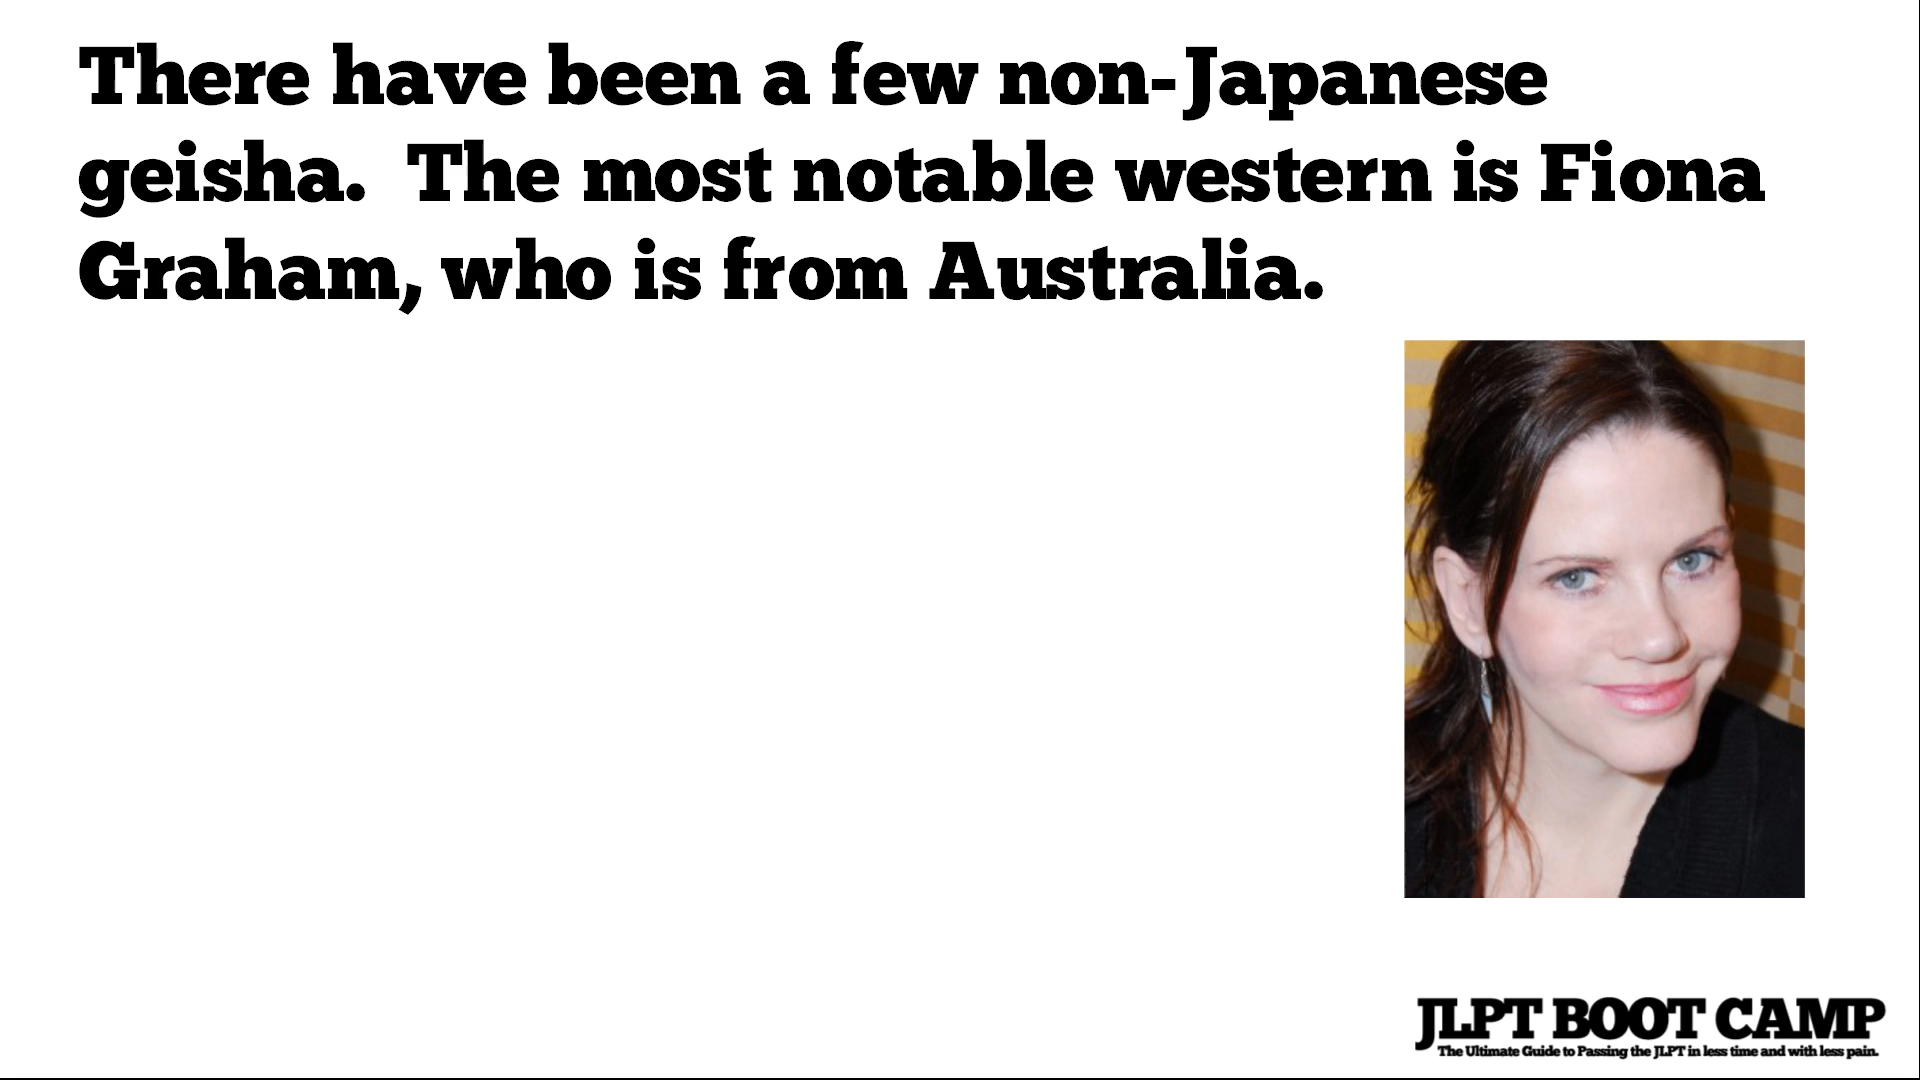 There have been a few non-Japanese
geisha.  The most notable western is Fiona
Graham, who is from Australia.
JLPT BOOT CAMP
The Ultimate Guide to Passing the JLPT in less time and with less pain.